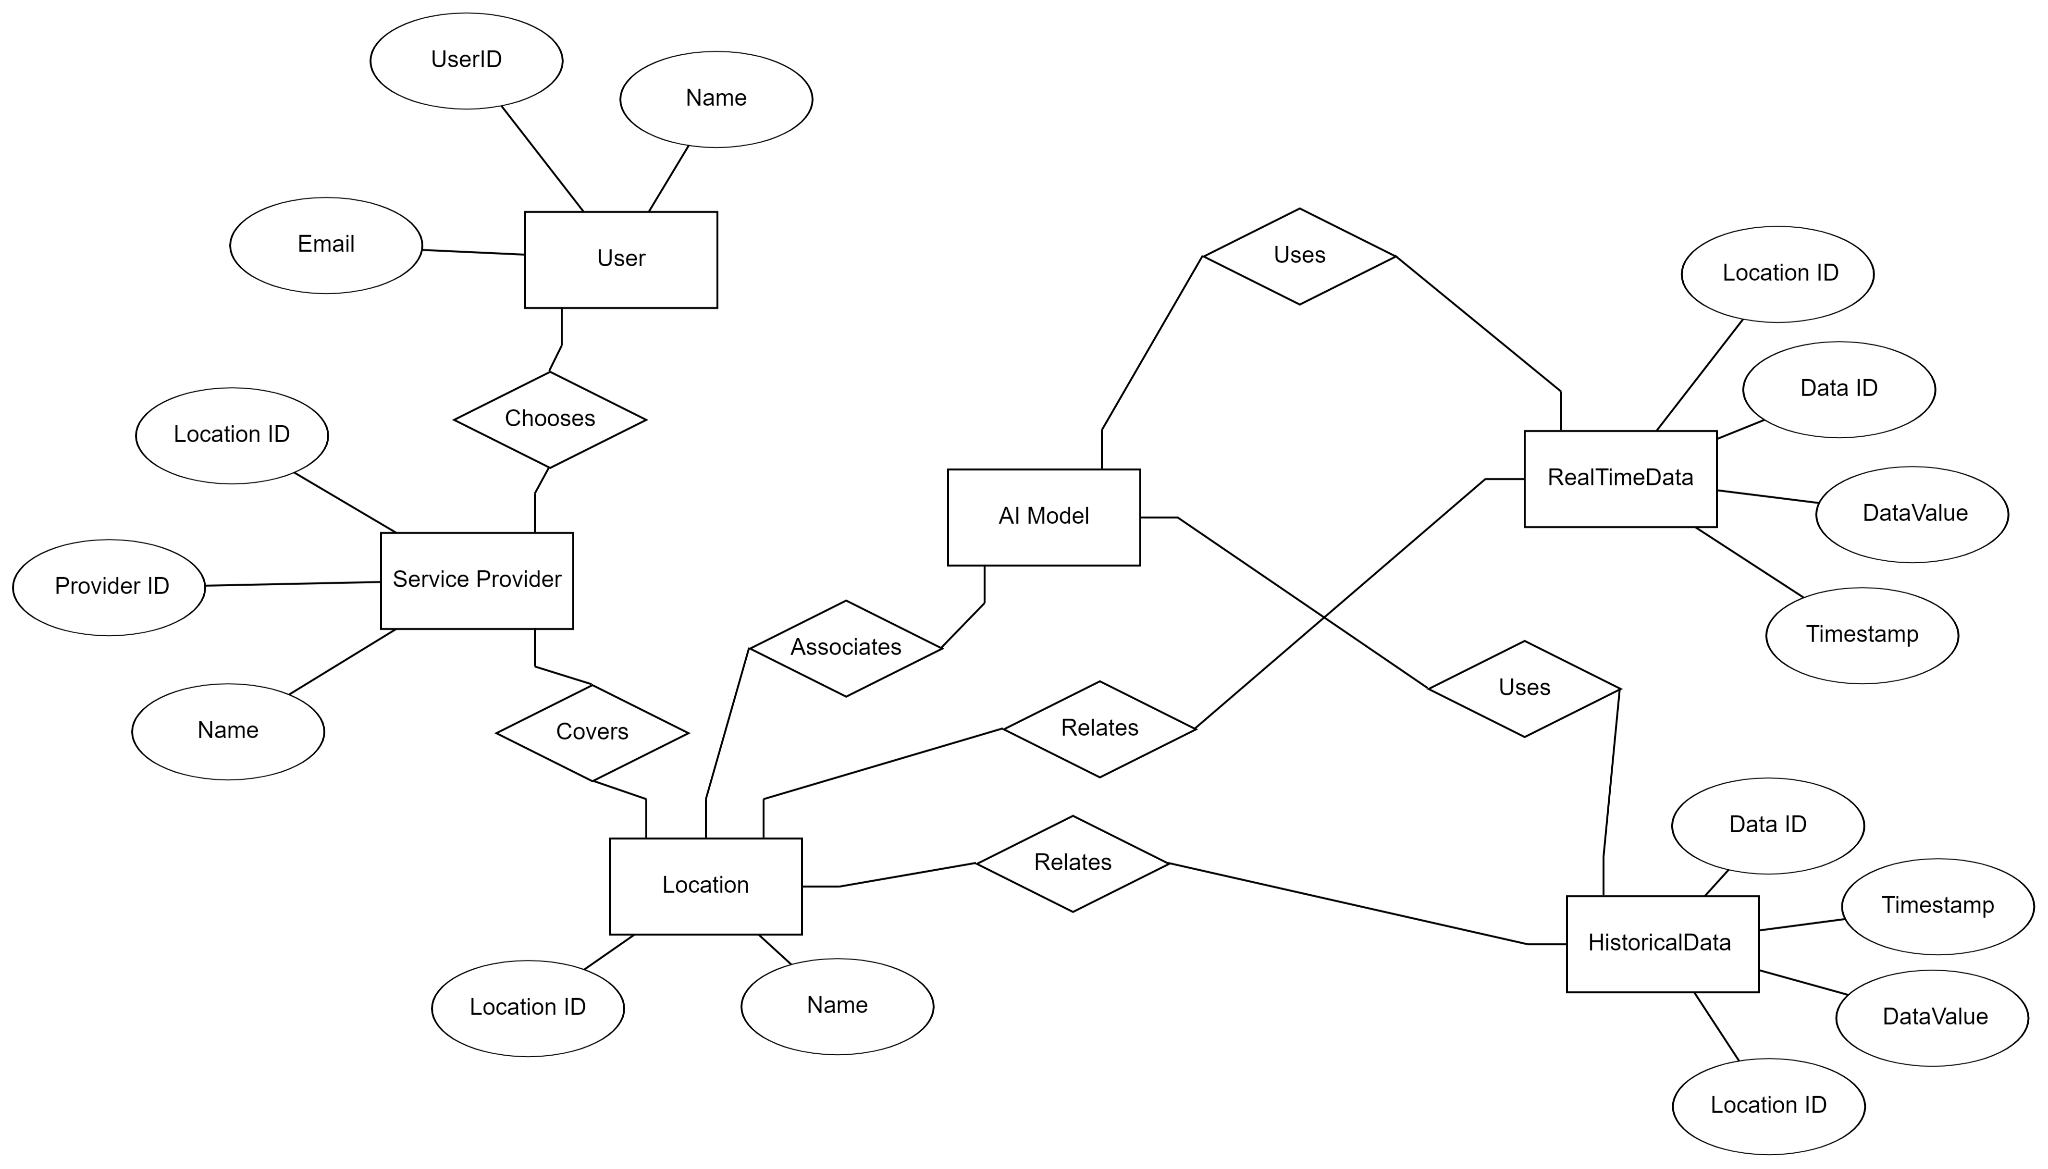 UserID
Name
Email
User
Uses
Location ID
Data ID
Chooses
Location ID
RealTimeData
DataValue
AI Model
Service Provider
Provider ID
Timestamp
Associates
Uses
Relates
Name
Covers
Data ID
Relates
Location
Timestamp
HistoricalData
Location ID
Name
DataValue
Location ID